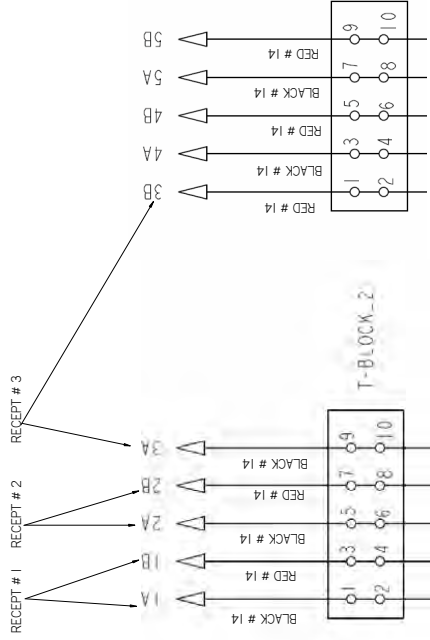 RECEPT # 1
RECEPT # 2
RECEPT # 3
1A
1B
2A
2B
3A
3B
4A
4B
5A
5B
BLACK # 14
RED # 14
BLACK # 14
RED # 14
BLACK # 14
RED # 14
BLACK # 14
RED # 14
BLACK # 14
RED # 14
1 3 5 7 9
2 4 6 8 10
T-BLOCK_2
1 3 5 7 9
2 4 6 8 10